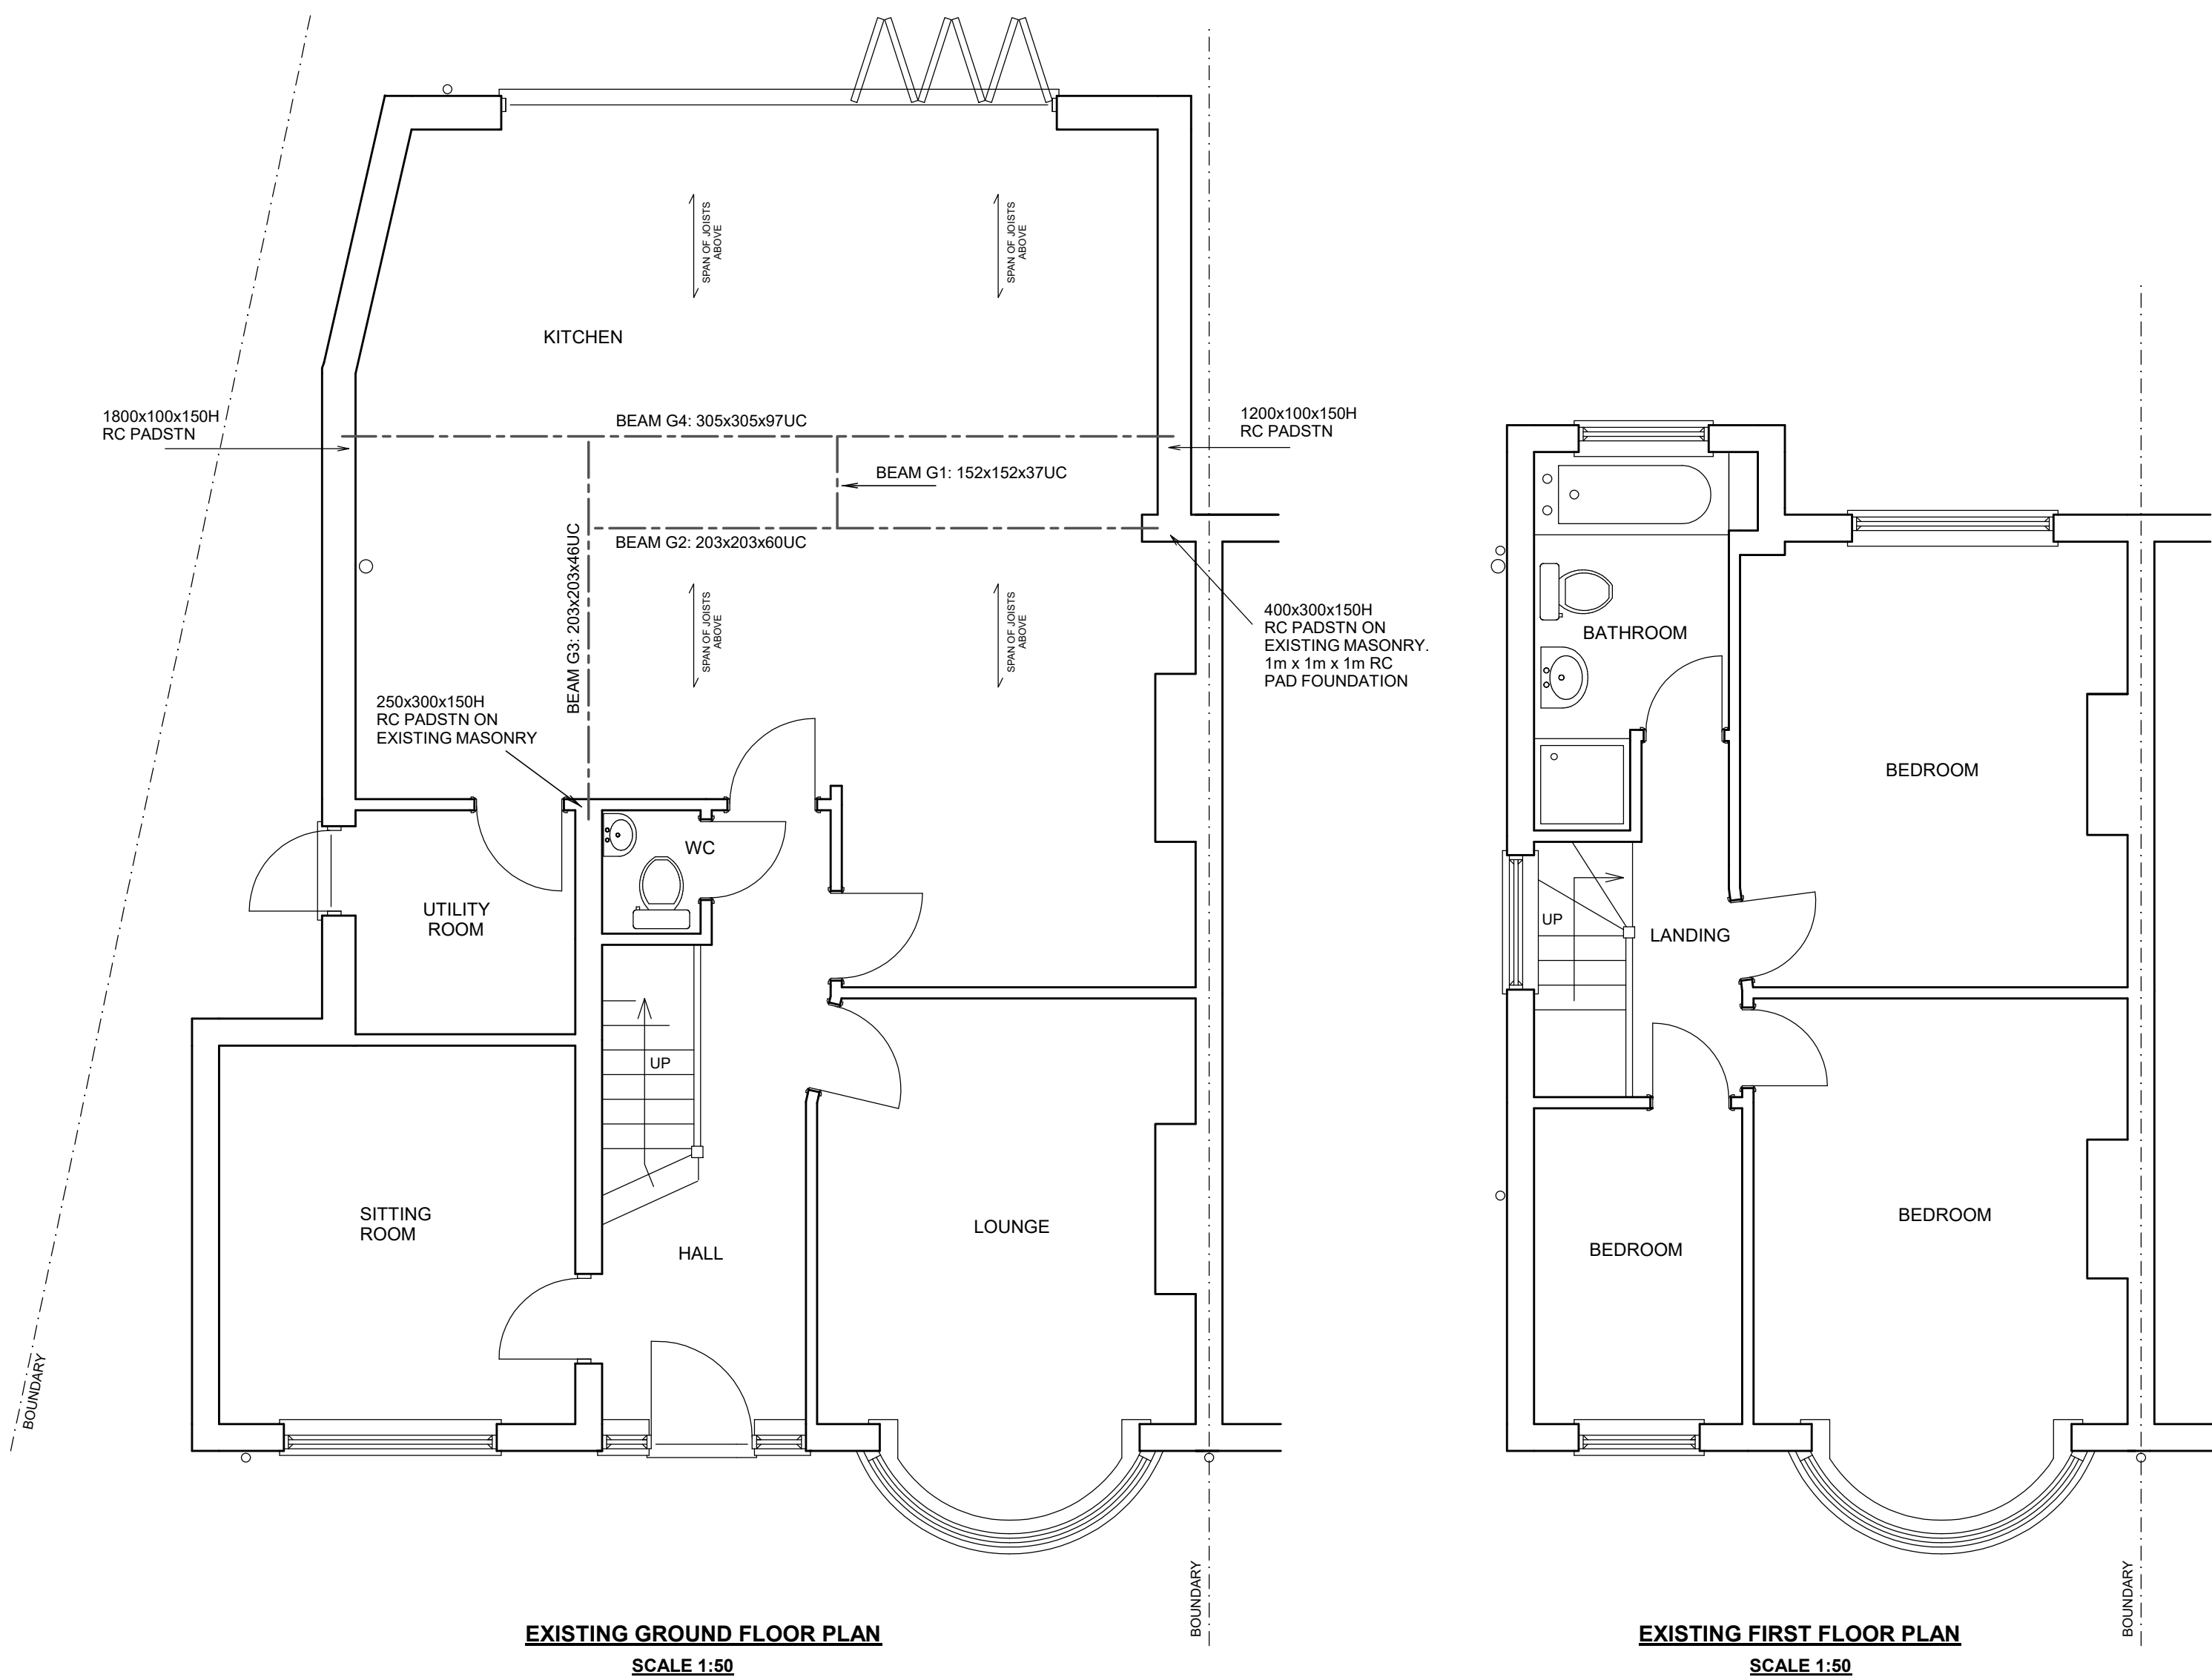 SPAN OF JOISTS
ABOVE
SPAN OF JOISTS
ABOVE
KITCHEN
1800x100x150H
RC PADSTN
BEAM G4: 305x305x97UC
1200x100x150H
RC PADSTN
BEAM G1: 152x152x37UC
BEAM G2: 203x203x60UC
BEAM G3: 203x203x46UC
SPAN OF JOISTS
ABOVE
SPAN OF JOISTS
ABOVE
400x300x150H
RC PADSTN ON
EXISTING MASONRY.
1m x 1m x 1m RC
PAD FOUNDATION
250x300x150H
RC PADSTN ON
EXISTING MASONRY
WC
UTILITY
ROOM
UP
SITTING
ROOM
HALL
LOUNGE
BOUNDARY
BOUNDARY
EXISTING GROUND FLOOR PLAN
SCALE 1:50
BATHROOM
BEDROOM
UP
LANDING
BEDROOM
BEDROOM
BOUNDARY
EXISTING FIRST FLOOR PLAN
SCALE 1:50